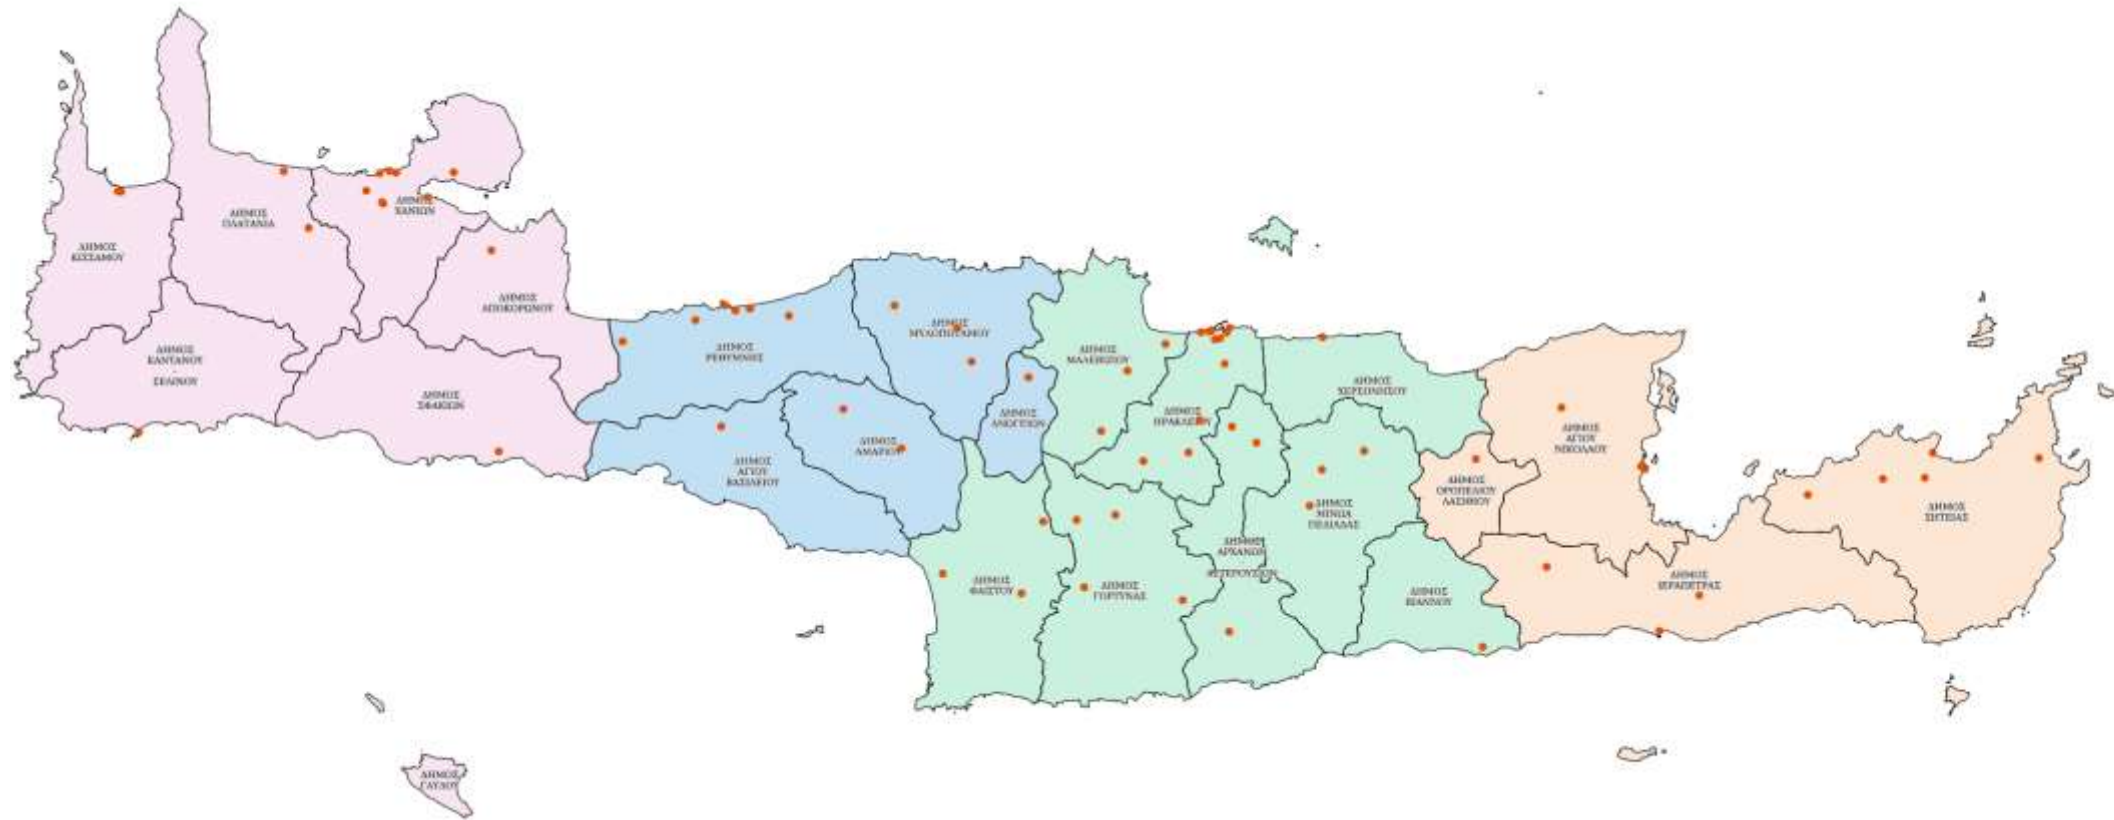 ΔΗΜΟΣ
ΚΙΣΣΑΜΟΥ
ΔΗΜΟΣ
ΠΛΑΤΑΝΙΑ
ΔΗΜΟΣ
ΧΑΝΙΩΝ
ΔΗΜΟΣ
ΑΠΟΚΟΡΩΝΟΥ
ΔΗΜΟΣ
ΚΑΝΤΑΝΟΥ
-
ΣΕΛΙΝΟΥ
ΔΗΜΟΣ
ΣΦΑΚΙΩΝ
ΔΗΜΟΣ
ΓΑΥΔΟΥ
ΔΗΜΟΣ
ΡΕΘΥΜΝΗΣ
ΔΗΜΟΣ
ΜΥΛΟΠΟΤΑΜΟΥ
ΔΗΜΟΣ
ΑΝΩΓΕΙΩΝ
ΔΗΜΟΣ
ΑΜΑΡΙΟΥ
ΔΗΜΟΣ
ΑΓΙΟΥ
ΒΑΣΙΛΕΙΟΥ
ΔΗΜΟΣ
ΜΑΛΕΒΙΖΙΟΥ
ΔΗΜΟΣ
ΗΡΑΚΛΕΙΟΥ
ΔΗΜΟΣ
ΧΕΡΣΟΝΗΣΟΥ
ΔΗΜΟΣ
ΜΙΝΩΑ
ΠΕΔΙΑΔΑΣ
ΔΗΜΟΣ
ΑΡΧΑΝΩΝ
-
ΑΣΤΕΡΟΥΣΙΩΝ
ΔΗΜΟΣ
ΦΑΙΣΤΟΥ
ΔΗΜΟΣ
ΓΟΡΤΥΝΑΣ
ΔΗΜΟΣ
ΒΙΑΝΝΟΥ
ΔΗΜΟΣ
ΟΡΟΠΕΔΙΟΥ
ΛΑΣΙΘΙΟΥ
ΔΗΜΟΣ
ΑΓΙΟΥ
ΝΙΚΟΛΑΟΥ
ΔΗΜΟΣ
ΙΕΡΑΠΕΤΡΑΣ
ΔΗΜΟΣ
ΣΗΤΕΙΑΣ